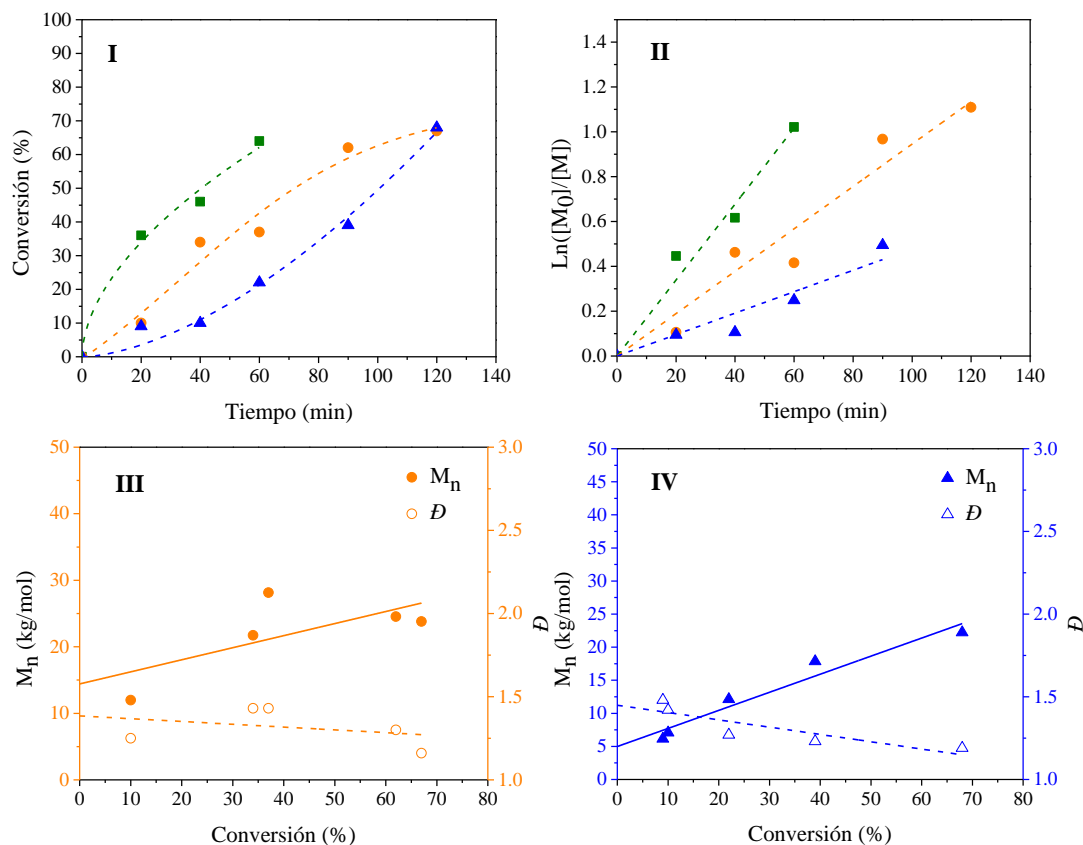 I
Conversión (%)
100
90
80
70
60
50
40
30
20
10
0
0 20 40 60 80 100 120 140
Tiempo (min)
II
Ln([M0]/[M])
1.4
1.2
1.0
0.8
0.6
0.4
0.2
0.0
0 20 40 60 80 100 120 140
Tiempo (min)
III
Mn
Đ
Mn (kg/mol)
50
40
30
20
10
0
3.0
2.5
2.0
1.5
1.0
Đ
0 10 20 30 40 50 60 70 80
Conversión (%)
IV
Mn
Đ
Mn (kg/mol)
50
45
40
35
30
25
20
15
10
5
0
3.0
2.5
2.0
1.5
1.0
Đ
0 10 20 30 40 50 60 70 80
Conversión (%)